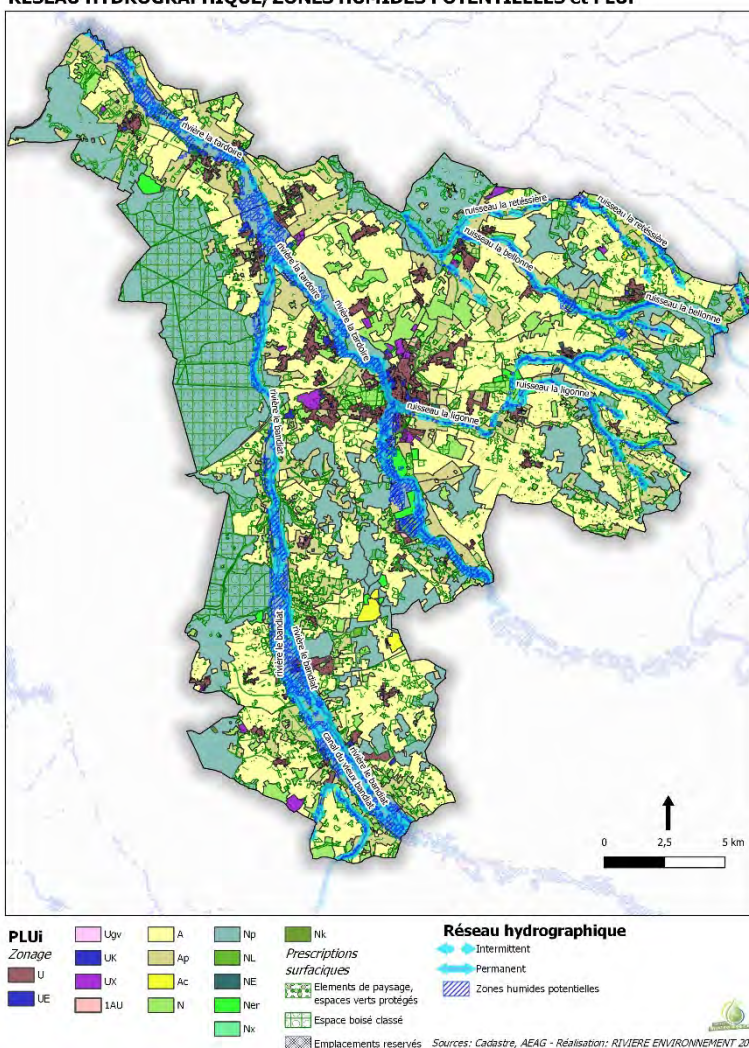 RÉSEAU HYDROGRAPHIQUE, ZONES HUMIDES POTENTIELLES et PLUi
rivière la tardoire
ruisseau la retéssière
ruisseau la retéssière
ruisseau la bellonne
rivière la tardoire
rivière la tardoire
ruisseau la bellonne
ruisseau la ligonne
ruisseau la ligonne
rivière le bandiat
rivière le bandiat
rivière le bandiat
canal du vieux bandiat
rivière le bandiat
0 2,5 5 km
PLUi
Zonage
U
UE
Ugv
UK
UX
1AU
A
Ap
Ac
N
Np
NL
NE
Ner
Nx
Nk
Prescriptions
surfaciques
Elements de paysage,
espaces verts protégés
Espace boisé classé
Emplacements reservés
Réseau hydrographique
Intermittent
Permanent
Zones humides potentielles
Sources: Cadastre, AEAG - Réalisation: RIVIERE ENVIRONNEMENT 20